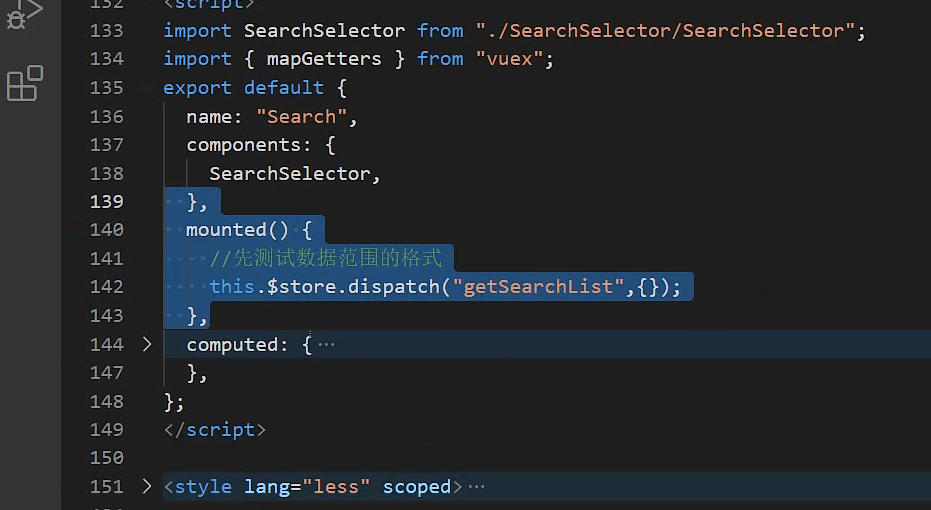 132 <script>
133 import SearchSelector from "./SearchSelector/SearchSelector";
134 import { mapGetters } from "vuex";
135 export default {
136 name: "Search",
137 components: {
138 SearchSelector,
139 },
140 mounted() {
141 //先测试数据范围的格式
142 this.$store.dispatch("getSearchList",{});
143 },
144 computed: {···
147 },
148 };
149 </script>
150
151 <style lang="less" scoped>···